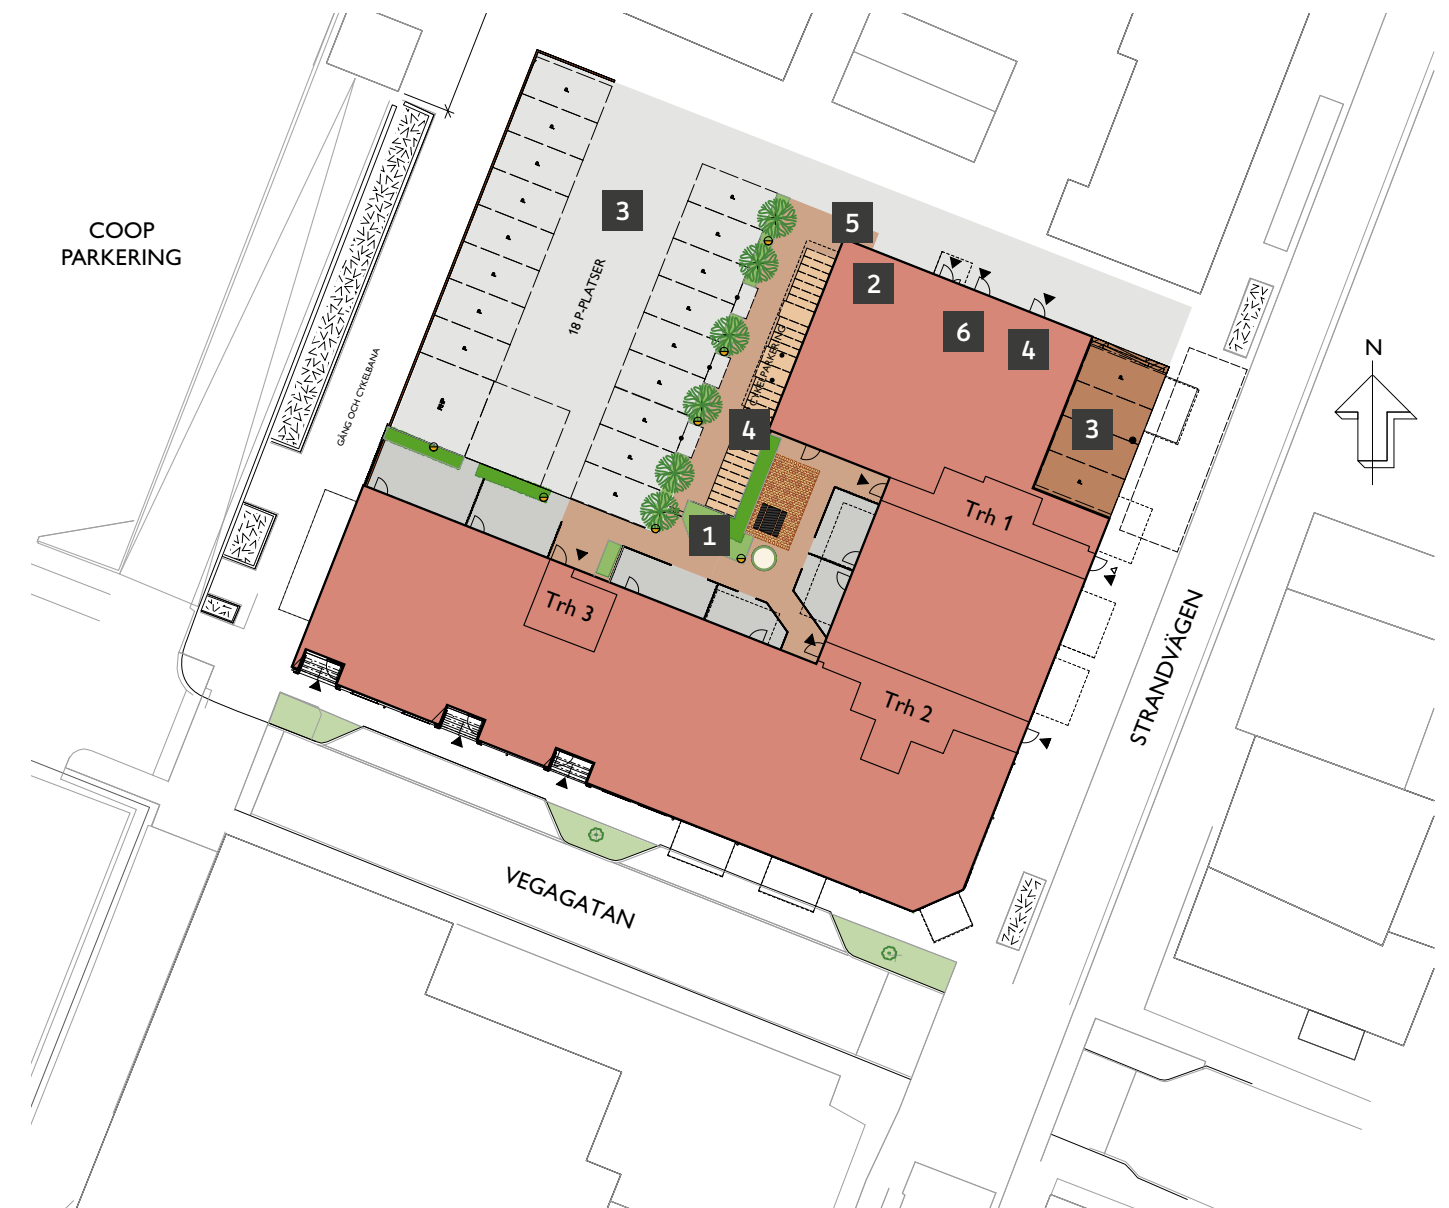 COOP
PARKERING
3
18 P-PLATSER
GÅNG OCH CYKELBANA
5
2
6
4
CYKELPARKERING
4
3
1
N
Trh 1
Trh 3
Trh 2
STRANDVÄGEN
VEGAGATAN